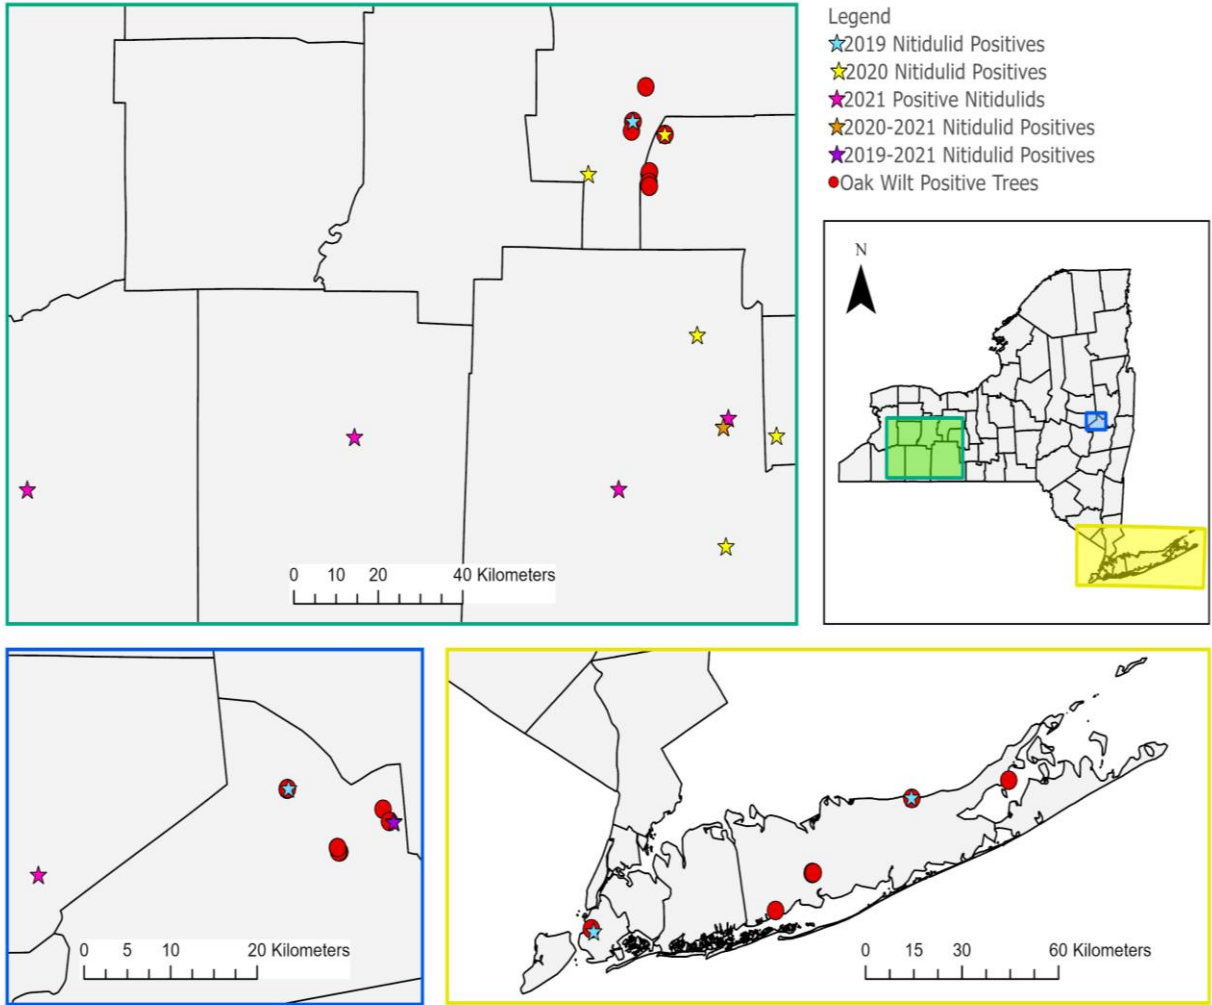 Legend
2019 Nitidulid Positives
2020 Nitidulid Positives
2021 Positive Nitidulids
2020-2021 Nitidulid Positives
2019-2021 Nitidulid Positives
Oak Wilt Positive Trees
N
0 10 20 40 Kilometers
0 5 10 20 Kilometers
0 15 30 60 Kilometers